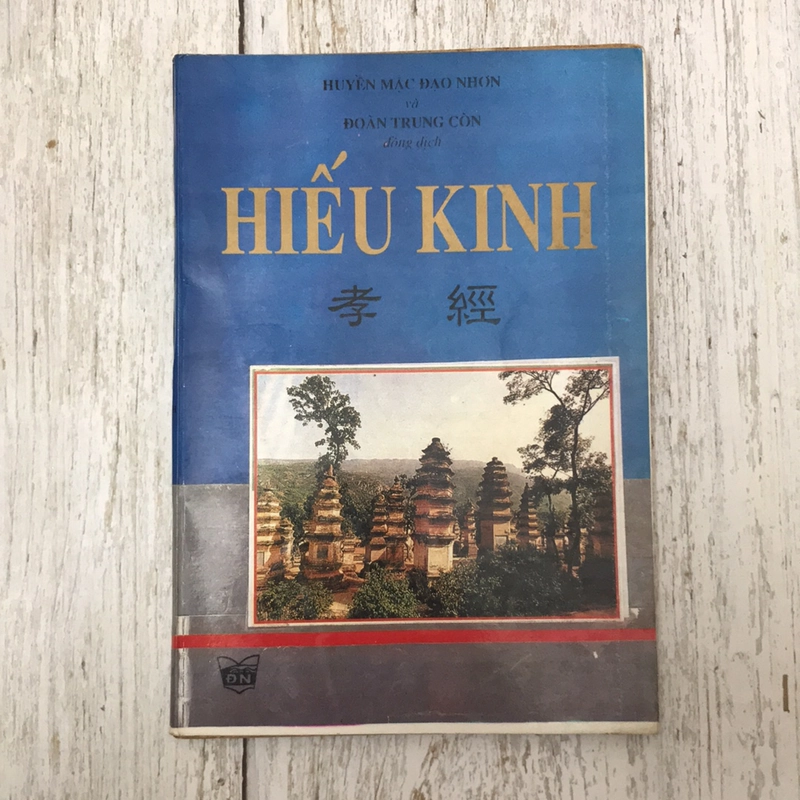 HUYỀN MẶC ĐẠO NHƠN
và
ĐOÀN TRUNG CÒN
đồng dịch
HIẾU KINH
孝 經
ĐN